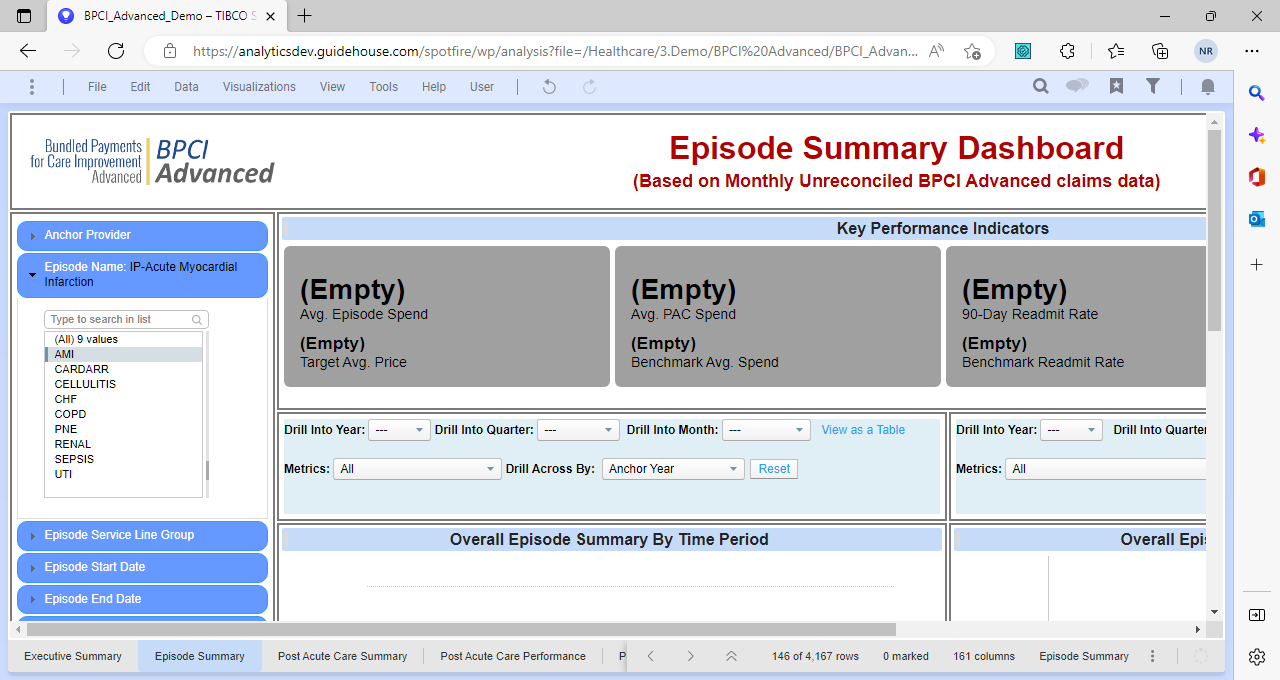 BPCI_Advanced_Demo – TIBCO S
https://analyticsdev.guidehouse.com/spotfire/wp/analysis?file=/Healthcare/3.Demo/BPCI%20Advanced/BPCI_Advan...
NR
File Edit Data Visualizations View Tools Help User
Bundled Payments
for Care Improvement
Advanced
BPCI
Advanced
Episode Summary Dashboard
(Based on Monthly Unreconciled BPCI Advanced claims data)
Anchor Provider
Episode Name: IP-Acute Myocardial
Infarction
Type to search in list
(All) 9 values
AMI
CARDARR
CELLULITIS
CHF
COPD
PNE
RENAL
SEPSIS
UTI
Episode Service Line Group
Episode Start Date
Episode End Date
Key Performance Indicators
(Empty)
Avg. Episode Spend
(Empty)
Target Avg. Price
(Empty)
Avg. PAC Spend
(Empty)
Benchmark Avg. Spend
(Empty)
90-Day Readmit Rate
(Empty)
Benchmark Readmit Rate
Drill Into Year: --- Drill Into Quarter: --- Drill Into Month: --- View as a Table
Metrics: All Drill Across By: Anchor Year Reset
Drill Into Year: --- Drill Into Quarter
Metrics: All
Overall Episode Summary By Time Period
Overall Epi
Executive Summary Episode Summary Post Acute Care Summary Post Acute Care Performance P
146 of 4,167 rows 0 marked 161 columns Episode Summary